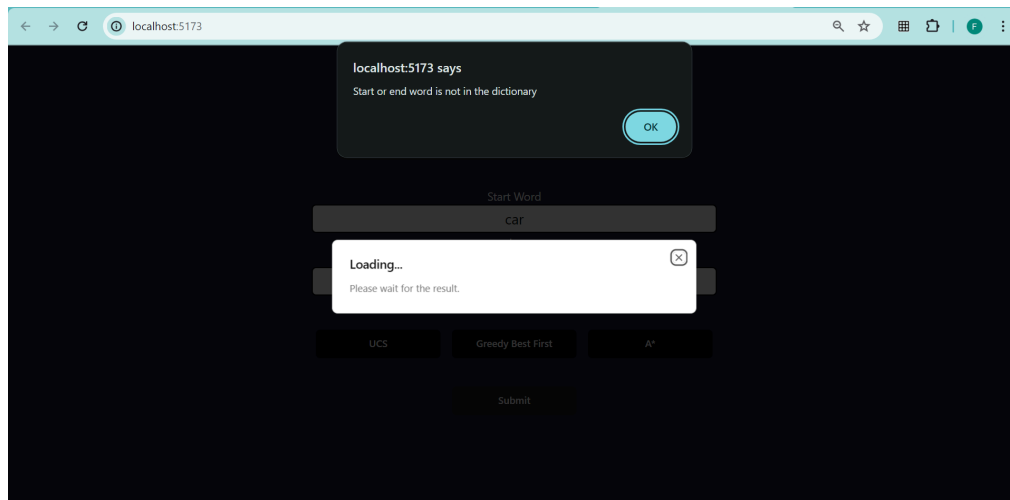 localhost:5173
F
localhost:5173 says
Start or end word is not in the dictionary
OK
Start Word
car
Loading...
Please wait for the result.
UCS
Greedy Best First
A*
Submit